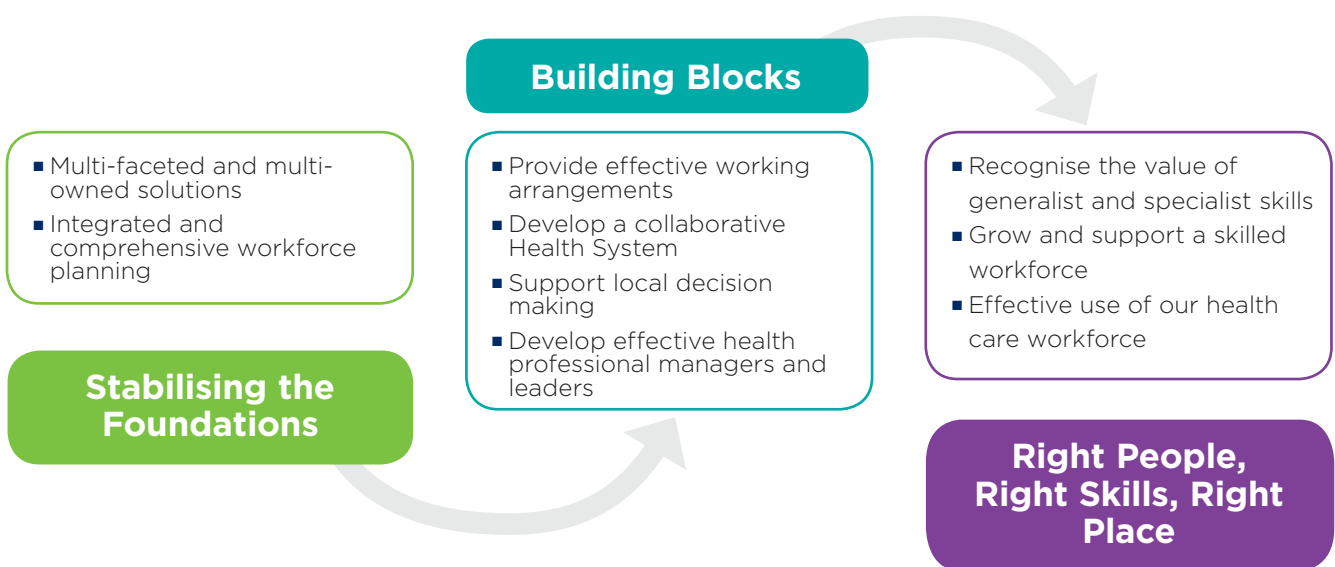 ■ Multi-faceted and multi-
owned solutions
■ Integrated and
comprehensive workforce
planning
Stabilising the
Foundations
Building Blocks
■ Provide effective working
arrangements
■ Develop a collaborative
Health System
■ Support local decision
making
■ Develop effective health
professional managers and
leaders
■ Recognise the value of
generalist and specialist skills
■ Grow and support a skilled
workforce
■ Effective use of our health
care workforce
Right People,
Right Skills, Right
Place